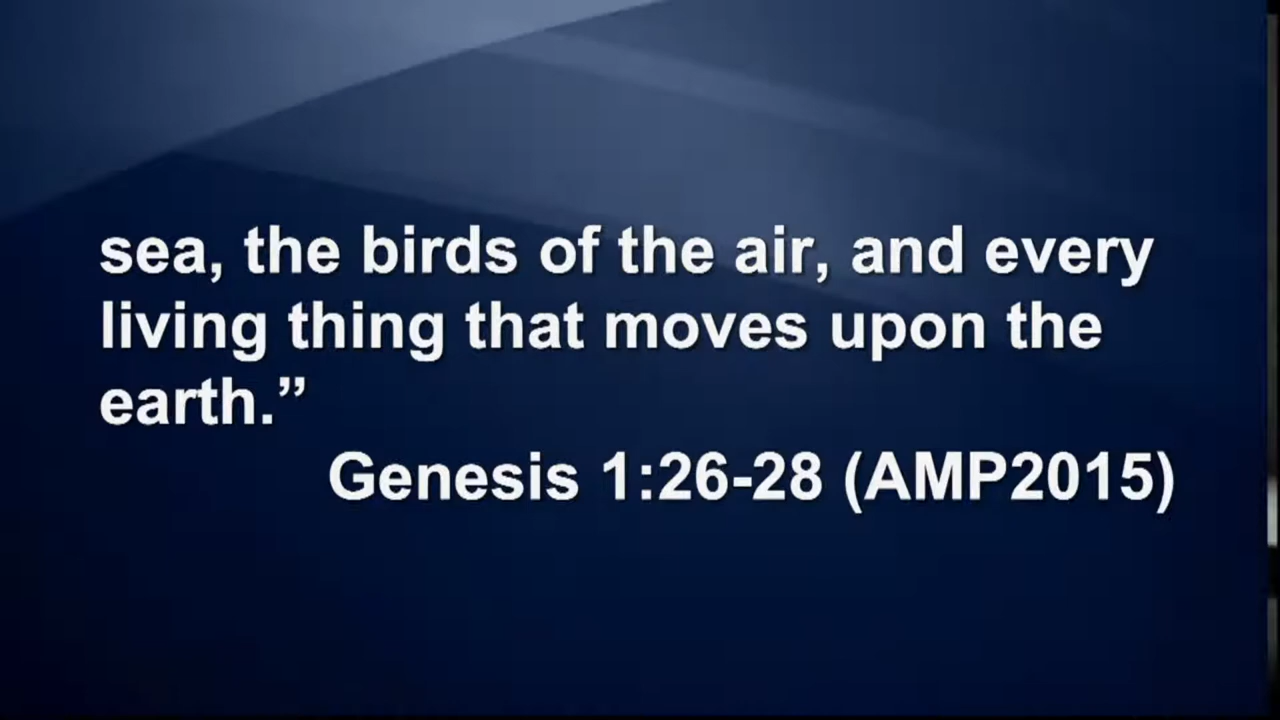 sea, the birds of the air, and every
living thing that moves upon the
earth.”
Genesis 1:26-28 (AMP2015)